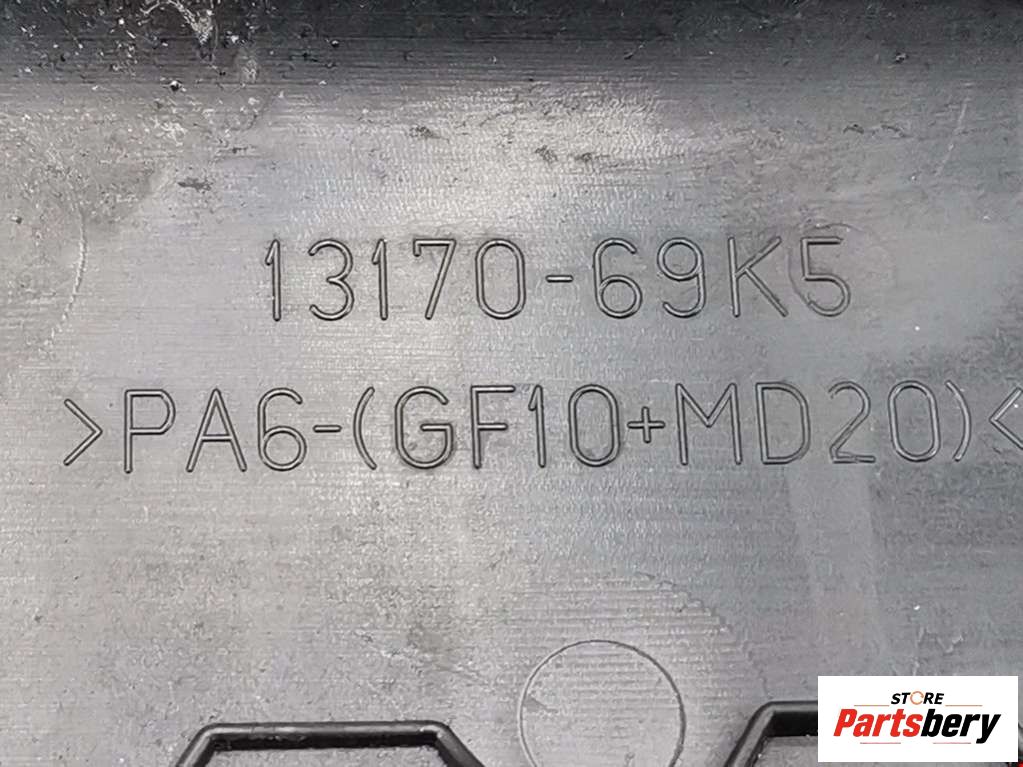 13170-69K5
>PA6-(GF10+MD20)<
STORE
Partsbery